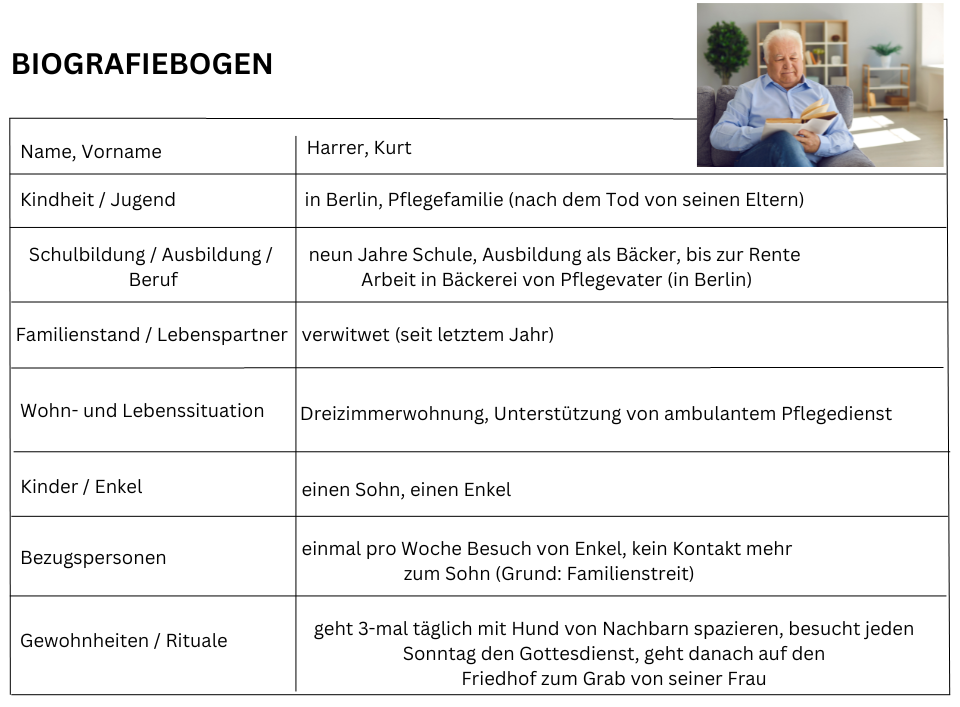 BIOGRAFIEBOGEN
Name, Vorname
Harrer, Kurt
Kindheit / Jugend
in Berlin, Pflegefamilie (nach dem Tod von seinen Eltern)
Schulbildung / Ausbildung /
Beruf
neun Jahre Schule, Ausbildung als Bäcker, bis zur Rente
Arbeit in Bäckerei von Pflegevater (in Berlin)
Familienstand / Lebenspartner
verwitwet (seit letztem Jahr)
Wohn- und Lebenssituation
Dreizimmerwohnung, Unterstützung von ambulantem Pflegedienst
Kinder / Enkel
einen Sohn, einen Enkel
Bezugspersonen
einmal pro Woche Besuch von Enkel, kein Kontakt mehr
zum Sohn (Grund: Familienstreit)
Gewohnheiten / Rituale
geht 3-mal täglich mit Hund von Nachbarn spazieren, besucht jeden
Sonntag den Gottesdienst, geht danach auf den
Friedhof zum Grab von seiner Frau